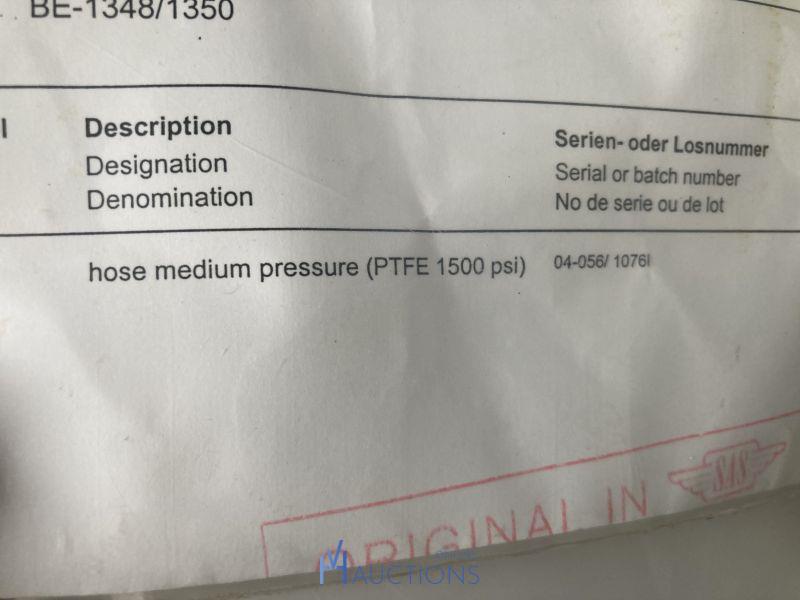 BE-1348/1350
Description
Designation
Denomination
Serien- oder Losnummer
Serial or batch number
No de serie ou de lot
hose medium pressure (PTFE 1500 psi)
04-056/ 1076I
ORIGINAL IN
AUCTIONS